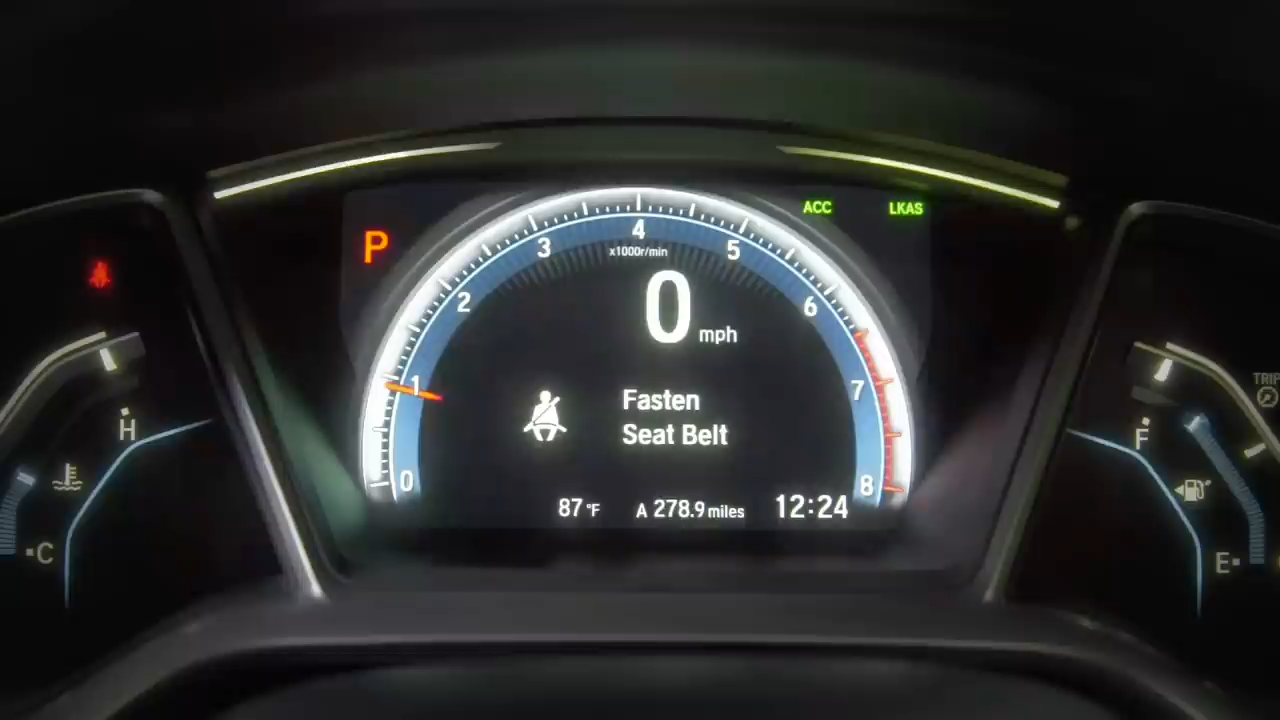 ACC LKAS
P
4
3 5
x1000r/min
2 6
0 mph
1 7
Fasten
Seat Belt
0 8
87 °F A 278.9 miles 12:24
H
C
TRIP
F
E